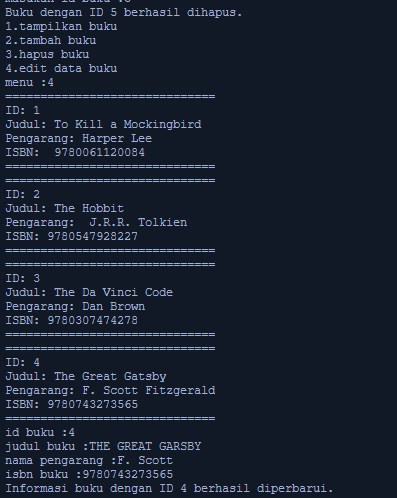 masukan id buku :5
Buku dengan ID 5 berhasil dihapus.
1.tampilkan buku
2.tambah buku
3.hapus buku
4.edit data buku
menu :4
==============================
ID: 1
Judul: To Kill a Mockingbird
Pengarang: Harper Lee
ISBN:  9780061120084
==============================
==============================
ID: 2
Judul: The Hobbit
Pengarang:  J.R.R. Tolkien
ISBN: 9780547928227
==============================
==============================
ID: 3
Judul: The Da Vinci Code
Pengarang: Dan Brown
ISBN: 9780307474278
==============================
==============================
ID: 4
Judul: The Great Gatsby
Pengarang: F. Scott Fitzgerald
ISBN: 9780743273565
==============================
id buku :4
judul buku :THE GREAT GARSBY
nama pengarang :F. Scott
isbn buku :9780743273565
Informasi buku dengan ID 4 berhasil diperbarui.